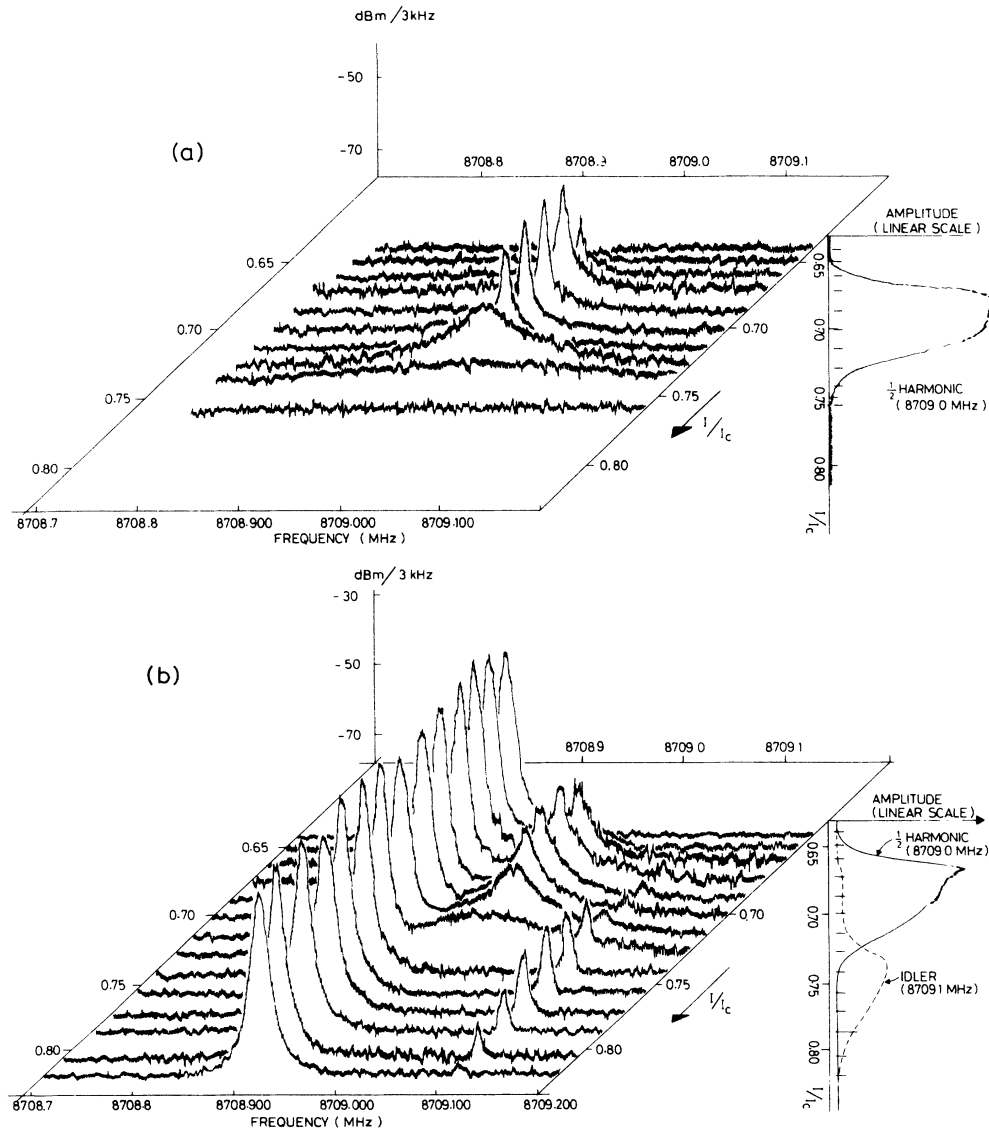 dBm/3kHz
-50
-70
(a)
8708.8 8708.9 8709.0 8709.1
AMPLITUDE
(LINEAR SCALE)
0.65
0.70
0.75
0.80
0.70
0.75
0.80
I/Ic
0.65
0.70
0.75
0.80
I/Ic
1/2 HARMONIC
(8709.0 MHz)
8708.7 8708.8 8708.900 8709.000 8709.100
FREQUENCY (MHz)
dBm/3 kHz
-30
-50
-70
(b)
8708.9 8709.0 8709.1
AMPLITUDE
(LINEAR SCALE)
1/2 HARMONIC
(8709.0 MHz)
0.65
0.70
0.75
0.80
0.70
0.75
0.80
I/Ic
0.65
0.70
0.75
0.80
I/Ic
IDLER
(8709.1 MHz)
8708.7 8708.8 8708.900 8709.000 8709.100 8709.200
FREQUENCY (MHz)